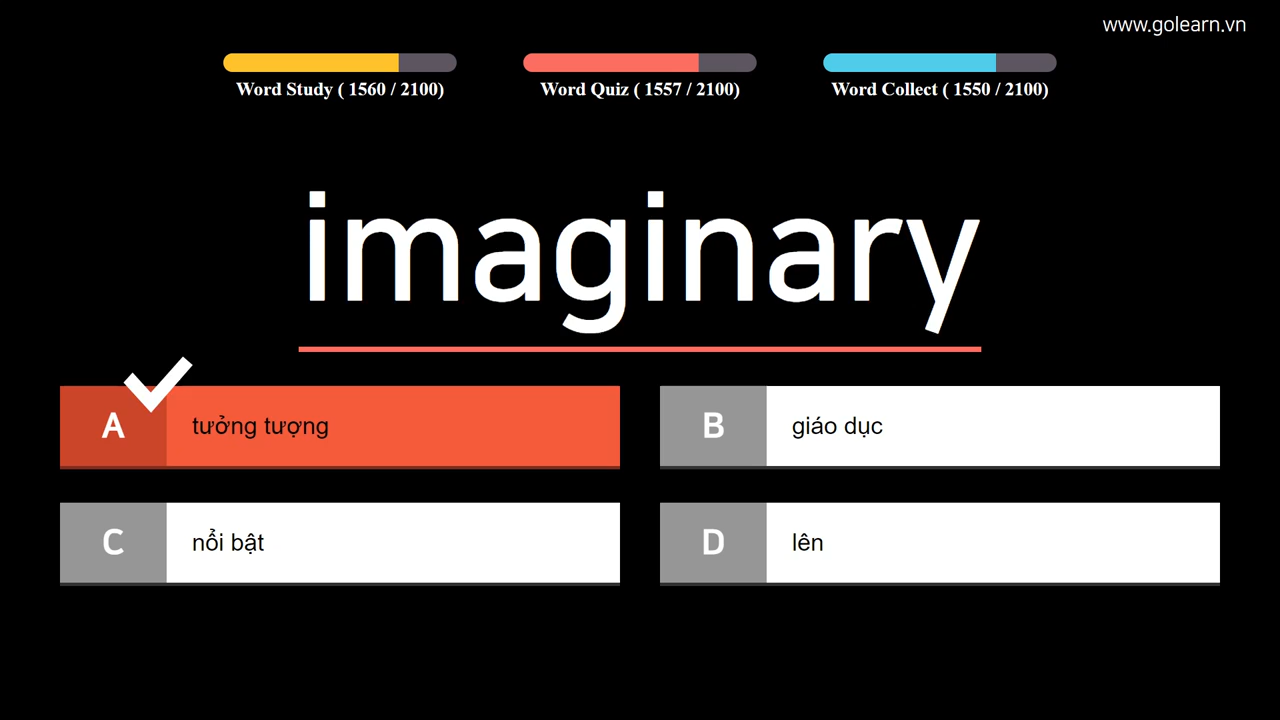 www.golearn.vn
Word Study ( 1560 / 2100)
Word Quiz ( 1557 / 2100)
Word Collect ( 1550 / 2100)
imaginary
A tưởng tượng
B giáo dục
C nổi bật
D lên